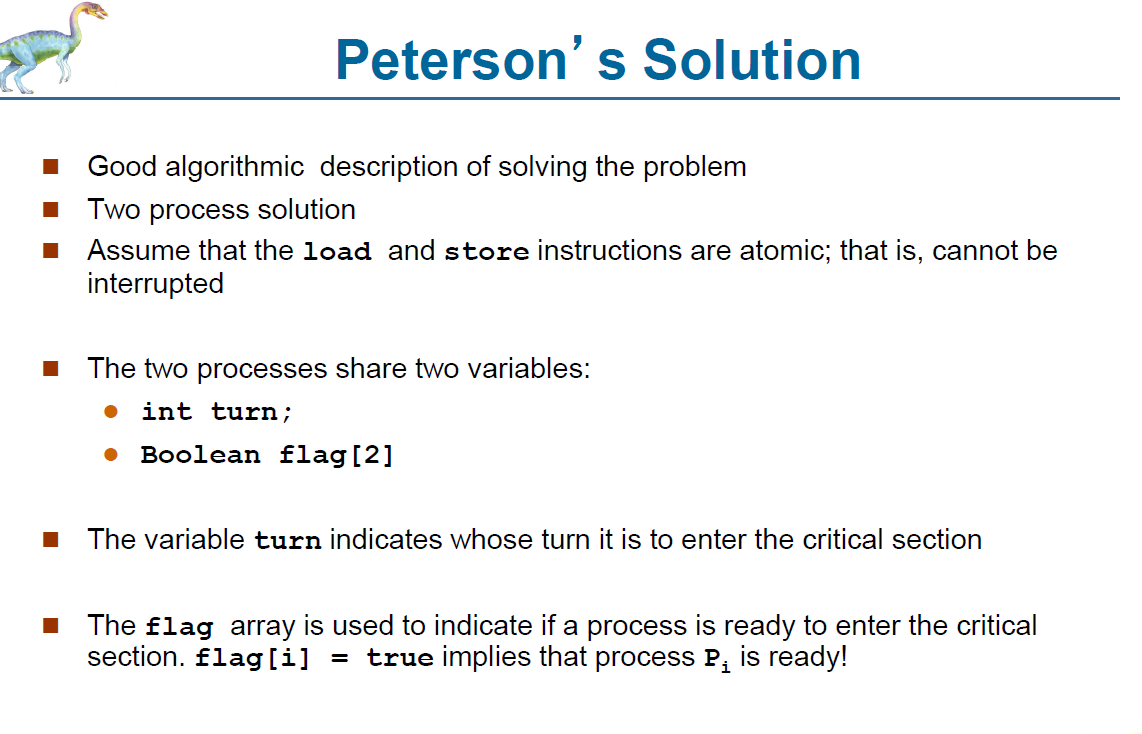 Peterson’s Solution
Good algorithmic description of solving the problem
Two process solution
Assume that the load and store instructions are atomic; that is, cannot be
interrupted
The two processes share two variables:
int turn;
Boolean flag[2]
The variable turn indicates whose turn it is to enter the critical section
The flag array is used to indicate if a process is ready to enter the critical
section. flag[i] = true implies that process Pi is ready!